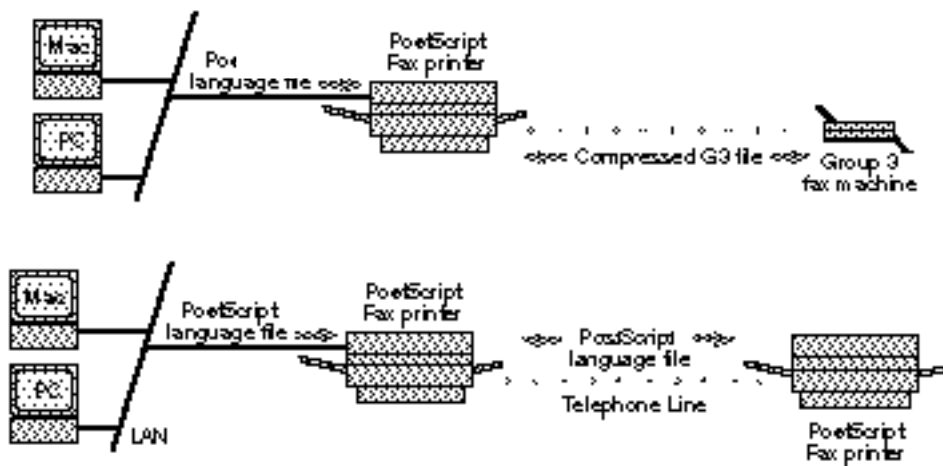 Mac
PostScript
Fax printer
Pos
language file
PC
Compressed G3 file
Group 3
fax machine
Mac
PostScript
language file
PostScript
Fax printer
PostScript
language file
PC
Telephone Line
LAN
PostScript
Fax printer